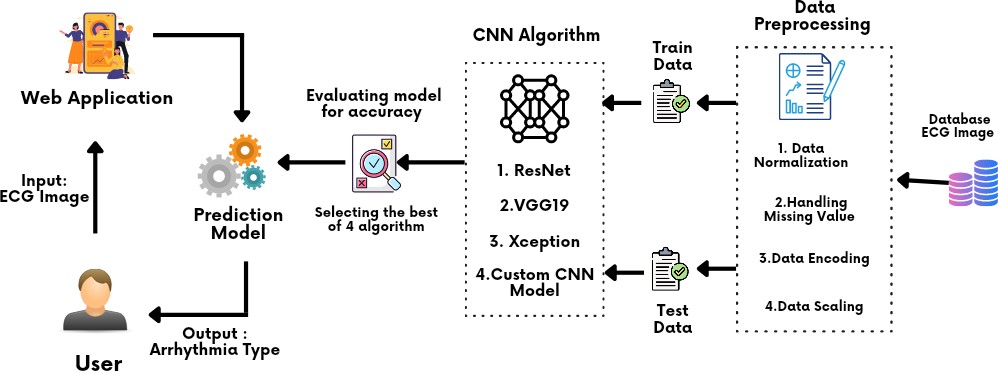 Web Application
Input:
ECG Image
User
Output :
Arrhythmia Type
Prediction
Model
Evaluating model
for accuracy
Selecting the best
of 4 algorithm
CNN Algorithm
1. ResNet
2.VGG19
3. Xception
4.Custom CNN
Model
Train
Data
Test
Data
Data
Preprocessing
1. Data
Normalization
2.Handling
Missing Value
3.Data Encoding
4.Data Scaling
Database
ECG Image